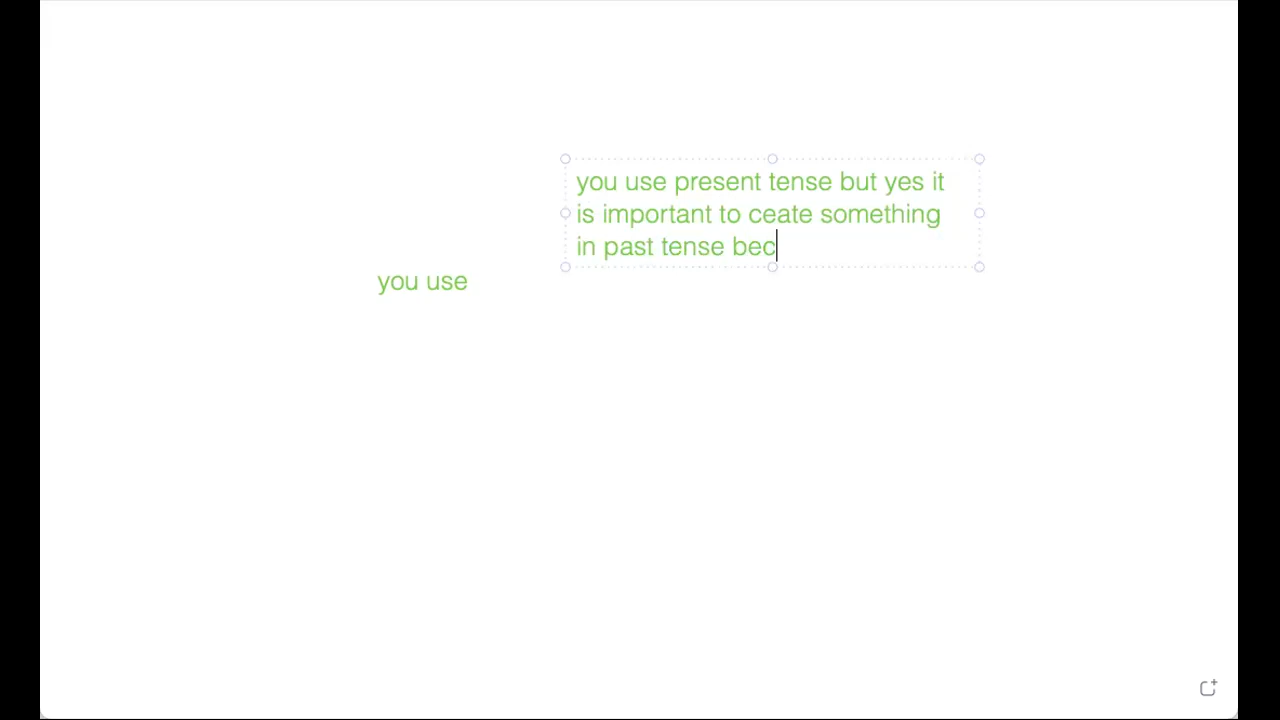 you use present tense but yes it
is important to ceate something
in past tense bec
you use